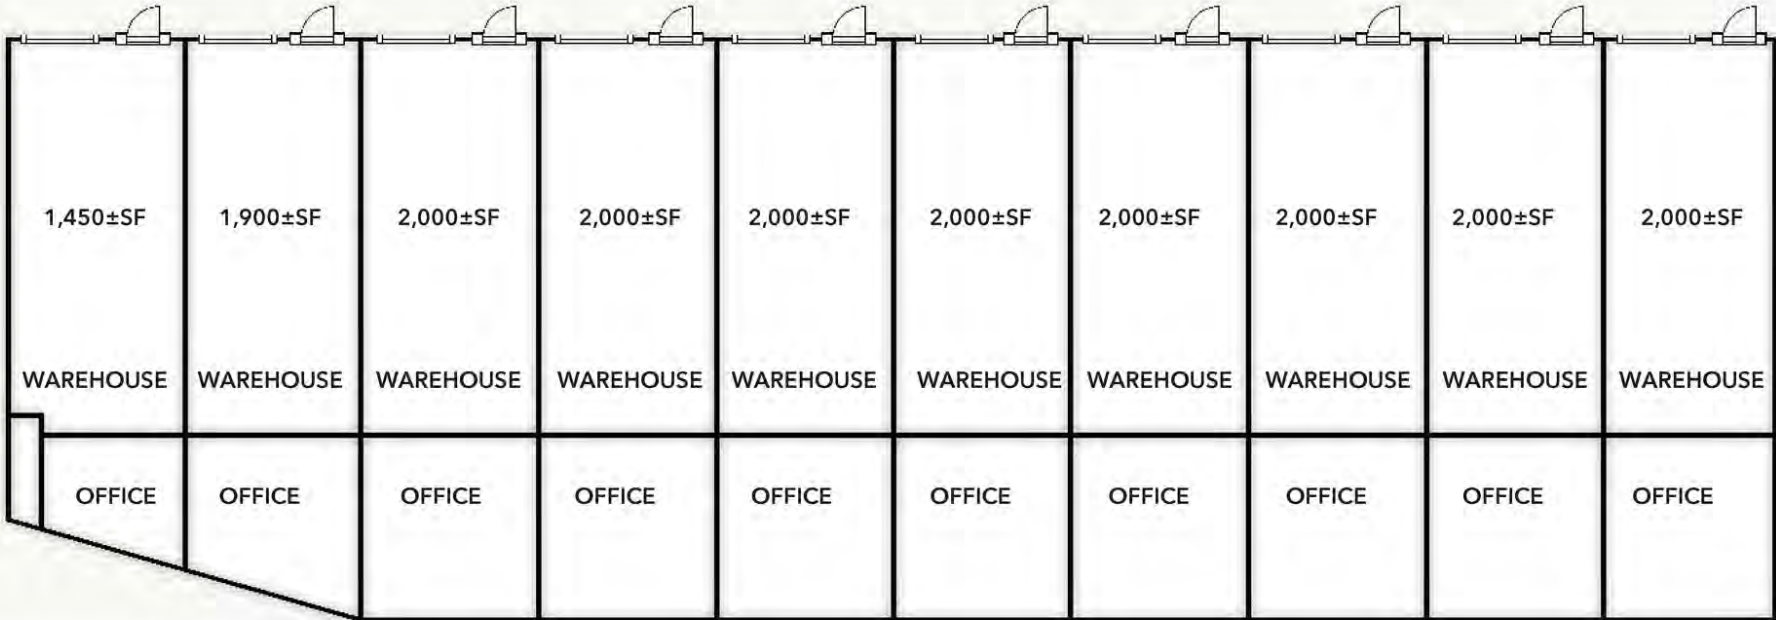 1,450±SF 1,900±SF 2,000±SF 2,000±SF 2,000±SF 2,000±SF 2,000±SF 2,000±SF 2,000±SF 2,000±SF
WAREHOUSE WAREHOUSE WAREHOUSE WAREHOUSE WAREHOUSE WAREHOUSE WAREHOUSE WAREHOUSE WAREHOUSE WAREHOUSE
OFFICE OFFICE OFFICE OFFICE OFFICE OFFICE OFFICE OFFICE OFFICE OFFICE